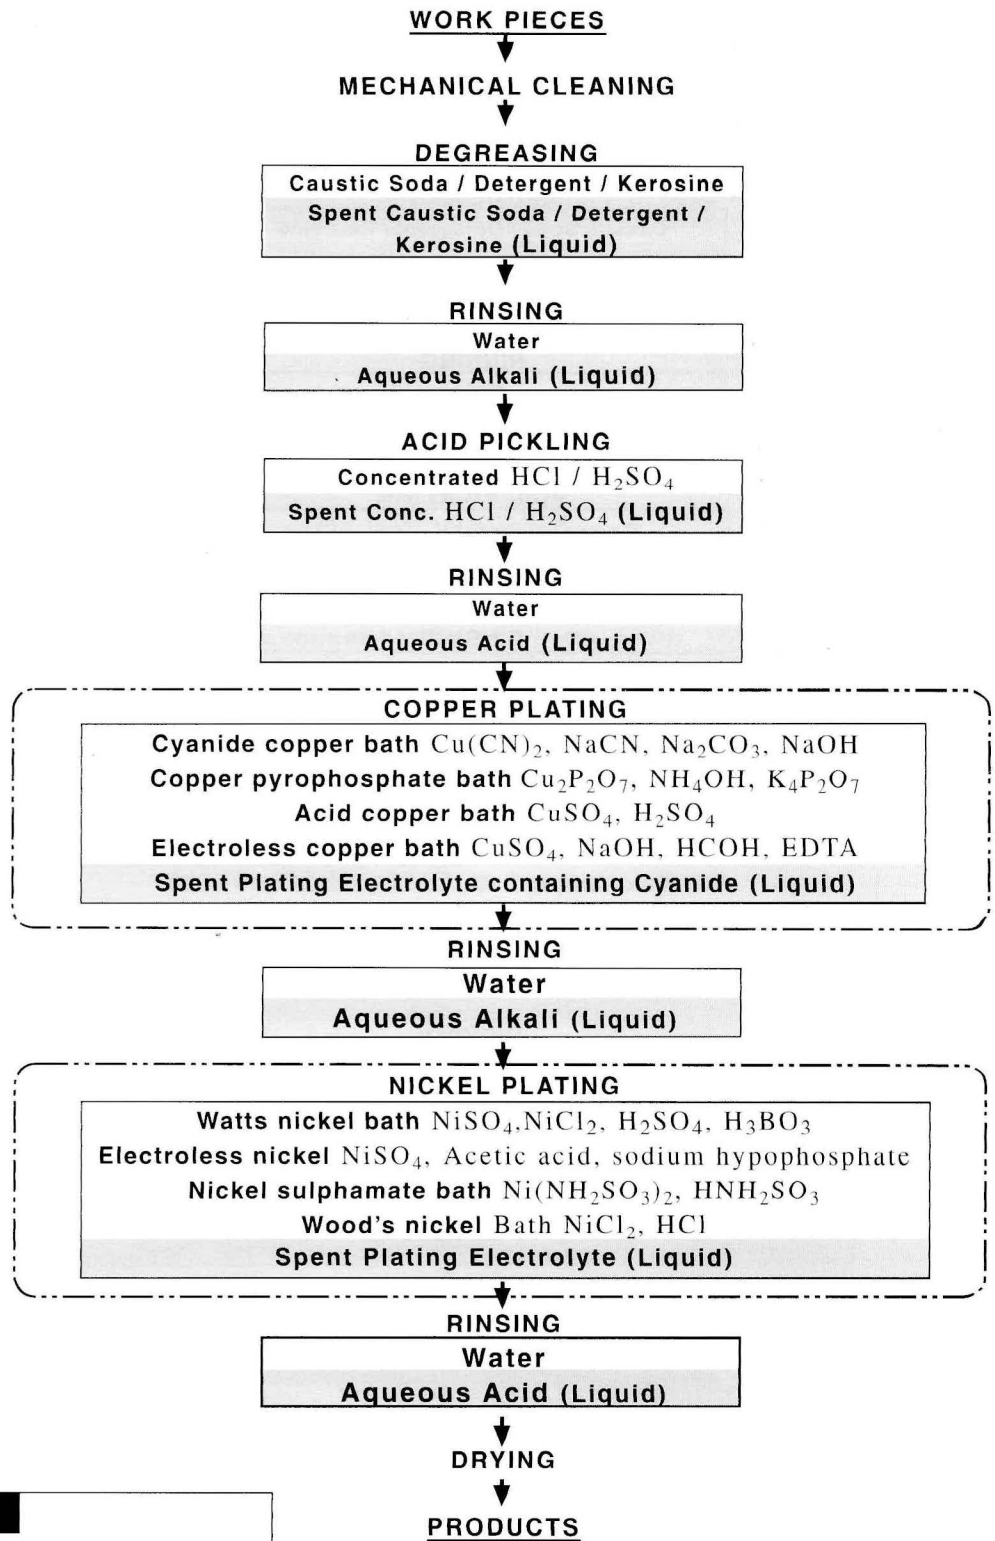 WORK PIECES
MECHANICAL CLEANING
DEGREASING
Caustic Soda / Detergent / Kerosine
Spent Caustic Soda / Detergent /
Kerosine (Liquid)
RINSING
Water
Aqueous Alkali (Liquid)
ACID PICKLING
Concentrated HCl / H₂SO₄
Spent Conc. HCl / H₂SO₄ (Liquid)
RINSING
Water
Aqueous Acid (Liquid)
COPPER PLATING
Cyanide copper bath Cu(CN)₂, NaCN, Na₂CO₃, NaOH
Copper pyrophosphate bath Cu₂P₂O₇, NH₄OH, K₄P₂O₇
Acid copper bath CuSO₄, H₂SO₄
Electroless copper bath CuSO₄, NaOH, HCOH, EDTA
Spent Plating Electrolyte containing Cyanide (Liquid)
RINSING
Water
Aqueous Alkali (Liquid)
NICKEL PLATING
Watts nickel bath NiSO₄,NiCl₂, H₂SO₄, H₃BO₃
Electroless nickel NiSO₄, Acetic acid, sodium hypophosphate
Nickel sulphamate bath Ni(NH₂SO₃)₂, HNH₂SO₃
Wood's nickel Bath NiCl₂, HCl
Spent Plating Electrolyte (Liquid)
RINSING
Water
Aqueous Acid (Liquid)
DRYING
PRODUCTS